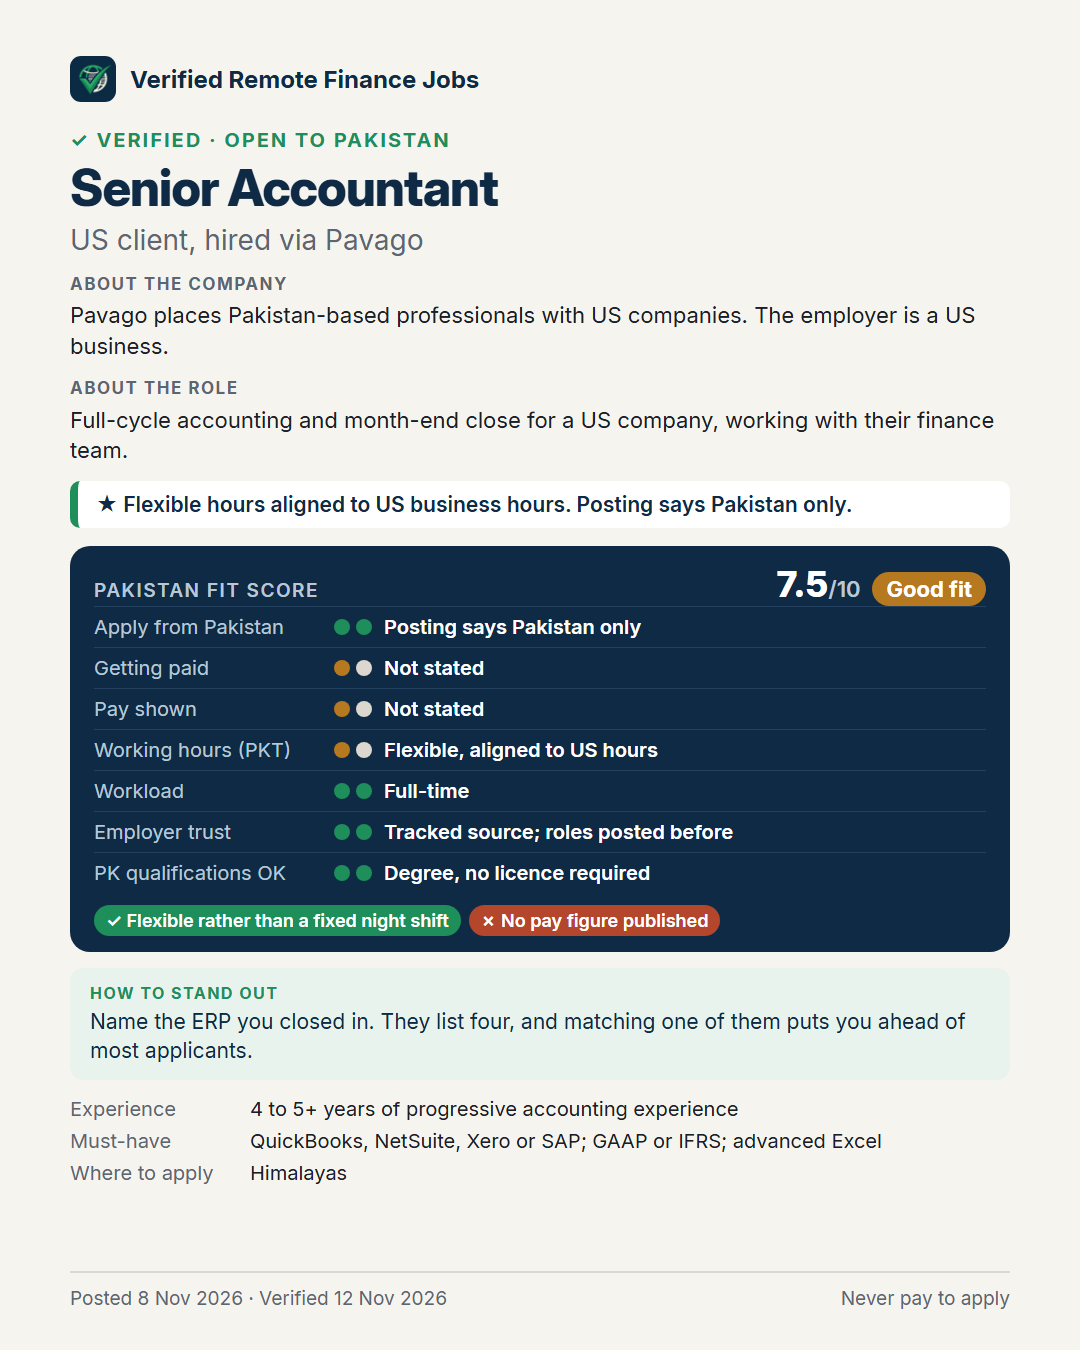 Verified Remote Finance Jobs
✓ VERIFIED · OPEN TO PAKISTAN
Senior Accountant
US client, hired via Pavago
ABOUT THE COMPANY
Pavago places Pakistan-based professionals with US companies. The employer is a US
business.
ABOUT THE ROLE
Full-cycle accounting and month-end close for a US company, working with their finance
team.
★ Flexible hours aligned to US business hours. Posting says Pakistan only.
PAKISTAN FIT SCORE 7.5/10 Good fit
Apply from Pakistan Posting says Pakistan only
Getting paid Not stated
Pay shown Not stated
Working hours (PKT) Flexible, aligned to US hours
Workload Full-time
Employer trust Tracked source; roles posted before
PK qualifications OK Degree, no licence required
✓ Flexible rather than a fixed night shift × No pay figure published
HOW TO STAND OUT
Name the ERP you closed in. They list four, and matching one of them puts you ahead of
most applicants.
Experience 4 to 5+ years of progressive accounting experience
Must-have QuickBooks, NetSuite, Xero or SAP; GAAP or IFRS; advanced Excel
Where to apply Himalayas
Posted 8 Nov 2026 · Verified 12 Nov 2026 Never pay to apply